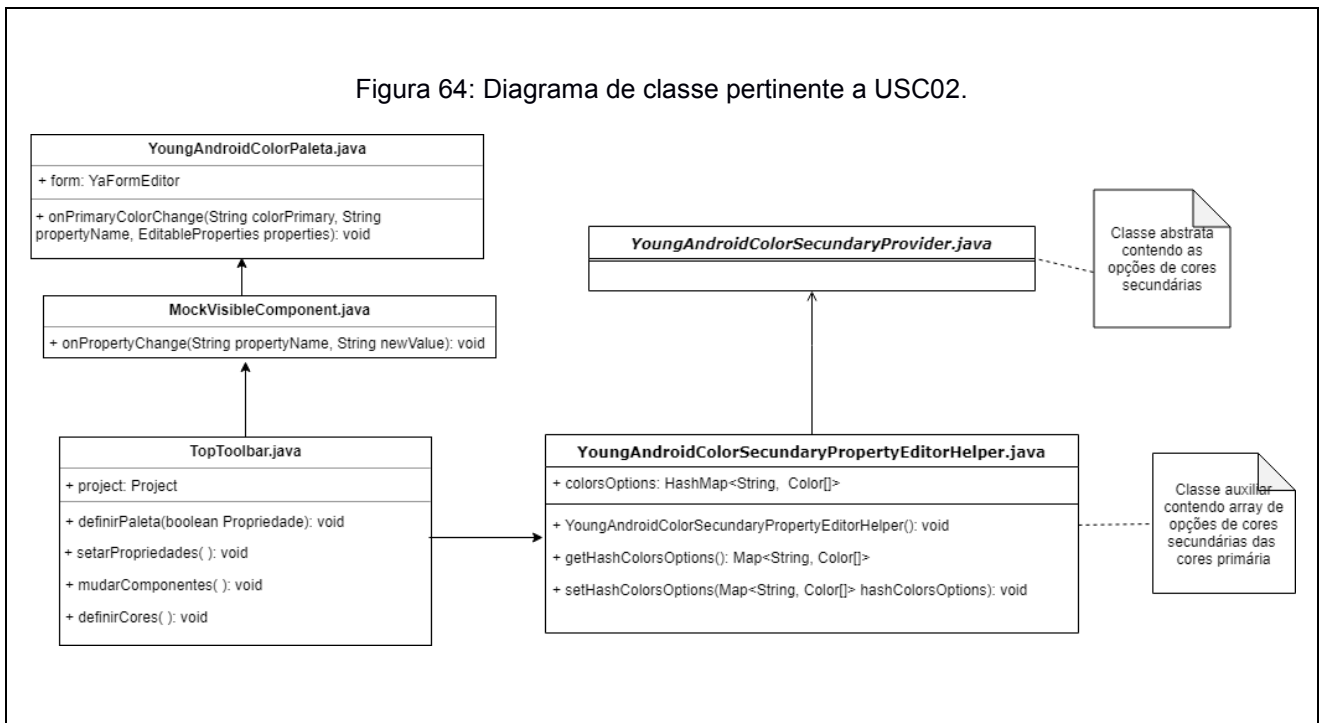 Figura 64: Diagrama de classe pertinente a USC02.
YoungAndroidColorPaleta.java
+ form: YaFormEditor
+ onPrimaryColorChange(String colorPrimary, String
propertyName, EditableProperties properties): void
MockVisibleComponent.java
+ onPropertyChange(String propertyName, String newValue): void
TopToolbar.java
+ project: Project
+ definirPaleta(boolean Propriedade): void
+ setarPropriedades( ): void
+ mudarComponentes( ): void
+ definirCores( ): void
YoungAndroidColorSecundaryProvider.java
Classe abstrata
contendo as
opções de cores
secundárias
YoungAndroidColorSecundaryPropertyEditorHelper.java
+ colorsOptions: HashMap<String, Color[]>
+ YoungAndroidColorSecundaryPropertyEditorHelper(): void
+ getHashColorsOptions(): Map<String, Color[]>
+ setHashColorsOptions(Map<String, Color[]> hashColorsOptions): void
Classe auxiliar
contendo array de
opções de cores
secundárias das
cores primária